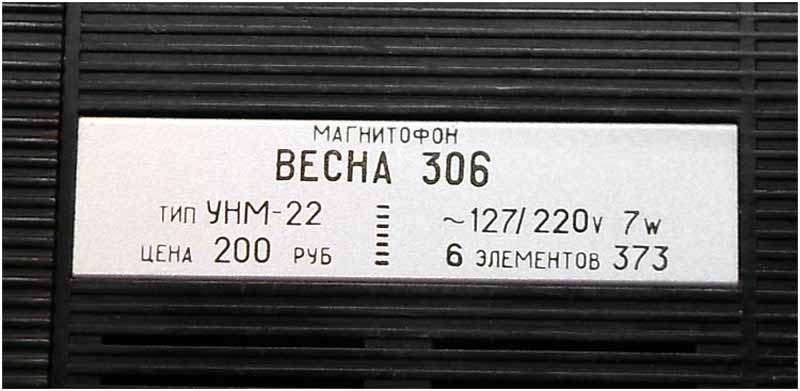 МАГНИТОФОН
ВЕСНА 306
ТИП УНМ-22
ЦЕНА 200 РУБ
~127/220V 7W
6 ЭЛЕМЕНТОВ 373